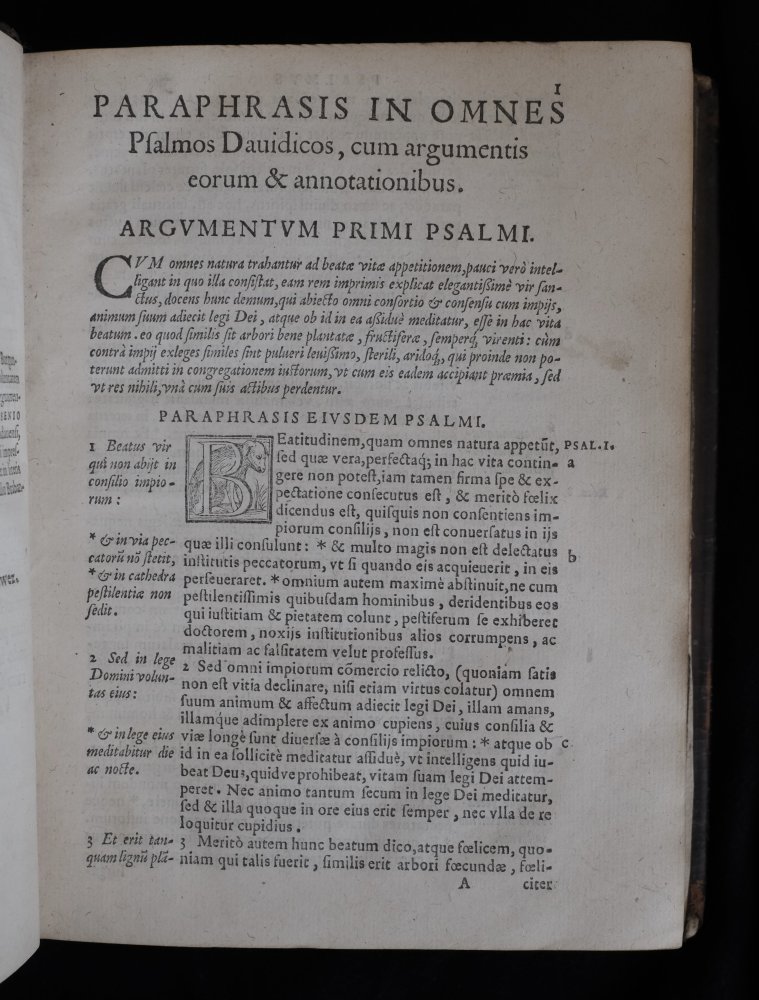 1
PARAPHRASIS IN OMNES
Pſalmos Dauidicos, cum argumentis
eorum & annotationibus.
ARGVMENTVM PRIMI PSALMI.
CVM omnes natura trahantur ad beatæ vitæ appetitionem, pauci verò intel-
ligant in quo illa conſiſtat, eam rem imprimis explicat elegantiſſimè vir ſan-
ctus, docens hunc demum, qui abiecto omni conſortio & conſenſu cum impijs,
animum ſuum adiecit legi Dei, atque ob id in ea aßiduè meditatur, eſſe in hac vita
beatum. eo quod ſimilis ſit arbori bene plantatæ, fructiferæ, ſemperq́, virenti: cùm
contrà impij exleges ſimiles ſint pulueri leuißimo, ſterili, aridoq́, qui proinde non po-
terunt admitti in congregationem iuſtorum, vt cum eis eadem accipiant præmia, ſed
vt res nihili, vnà cum ſuis actibus perdentur.
PARAPHRASIS EIVSDEM PSALMI.
1 Beatus vir
qui non abijt in
conſilio impio-
rum:
* & in via pec-
catorū nō ſtetit,
* & in cathedra
peſtilentiæ non
ſedit.
2 Sed in lege
Domini volun-
tas eius:
* & in lege eius
meditabitur die
ac nocte.
3 Et erit tan-
quam lignū plā-
BEatitudinem, quam omnes natura appetūt,
ſed quæ vera, perfectaq́; in hac vita contin-
gere non poteſt, iam tamen firma ſpe & ex-
pectatione conſecutus eſt, & meritò fœlix
dicendus eſt, quiſquis non conſentiens im-
piorum conſilijs, non eſt conuerſatus in ijs
quæ illi conſulunt: * & multo magis non eſt delectatus
inſtitutis peccatorum, vt ſi quando eis acquieuerit, in eis
perſeueraret. * omnium autem maximè abſtinuit, ne cum
peſtilentiſſimis quibuſdam hominibus, deridentibus eos
qui iuſtitiam & pietatem colunt, peſtiferum ſe exhiberet
doctorem, noxijs inſtitutionibus alios corrumpens, ac
malitiam ac falſitatem velut profeſſus.
2 Sed omni impiorum cōmercio relicto, (quoniam ſatis
non eſt vitia declinare, niſi etiam virtus colatur) omnem
ſuum animum & affectum adiecit legi Dei, illam amans,
illamq́ue adimplere ex animo cupiens, cuius conſilia &
viæ longè ſunt diuerſæ à conſilijs impiorum: * atque ob
id in ea ſollicitè meditatur aſſiduè, vt intelligens quid iu-
beat Deus, quidve prohibeat, vitam ſuam legi Dei attem-
peret. Nec animo tantum ſecum in lege Dei meditatur,
ſed & illa quoque in ore eius erit ſemper, nec vlla de re
loquitur cupidius.
3 Meritò autem hunc beatum dico, atque fœlicem, quo-
niam qui talis fuerit, ſimilis erit arbori fœcundæ, fœli-
PSAL. I.
a
b
c
A citer